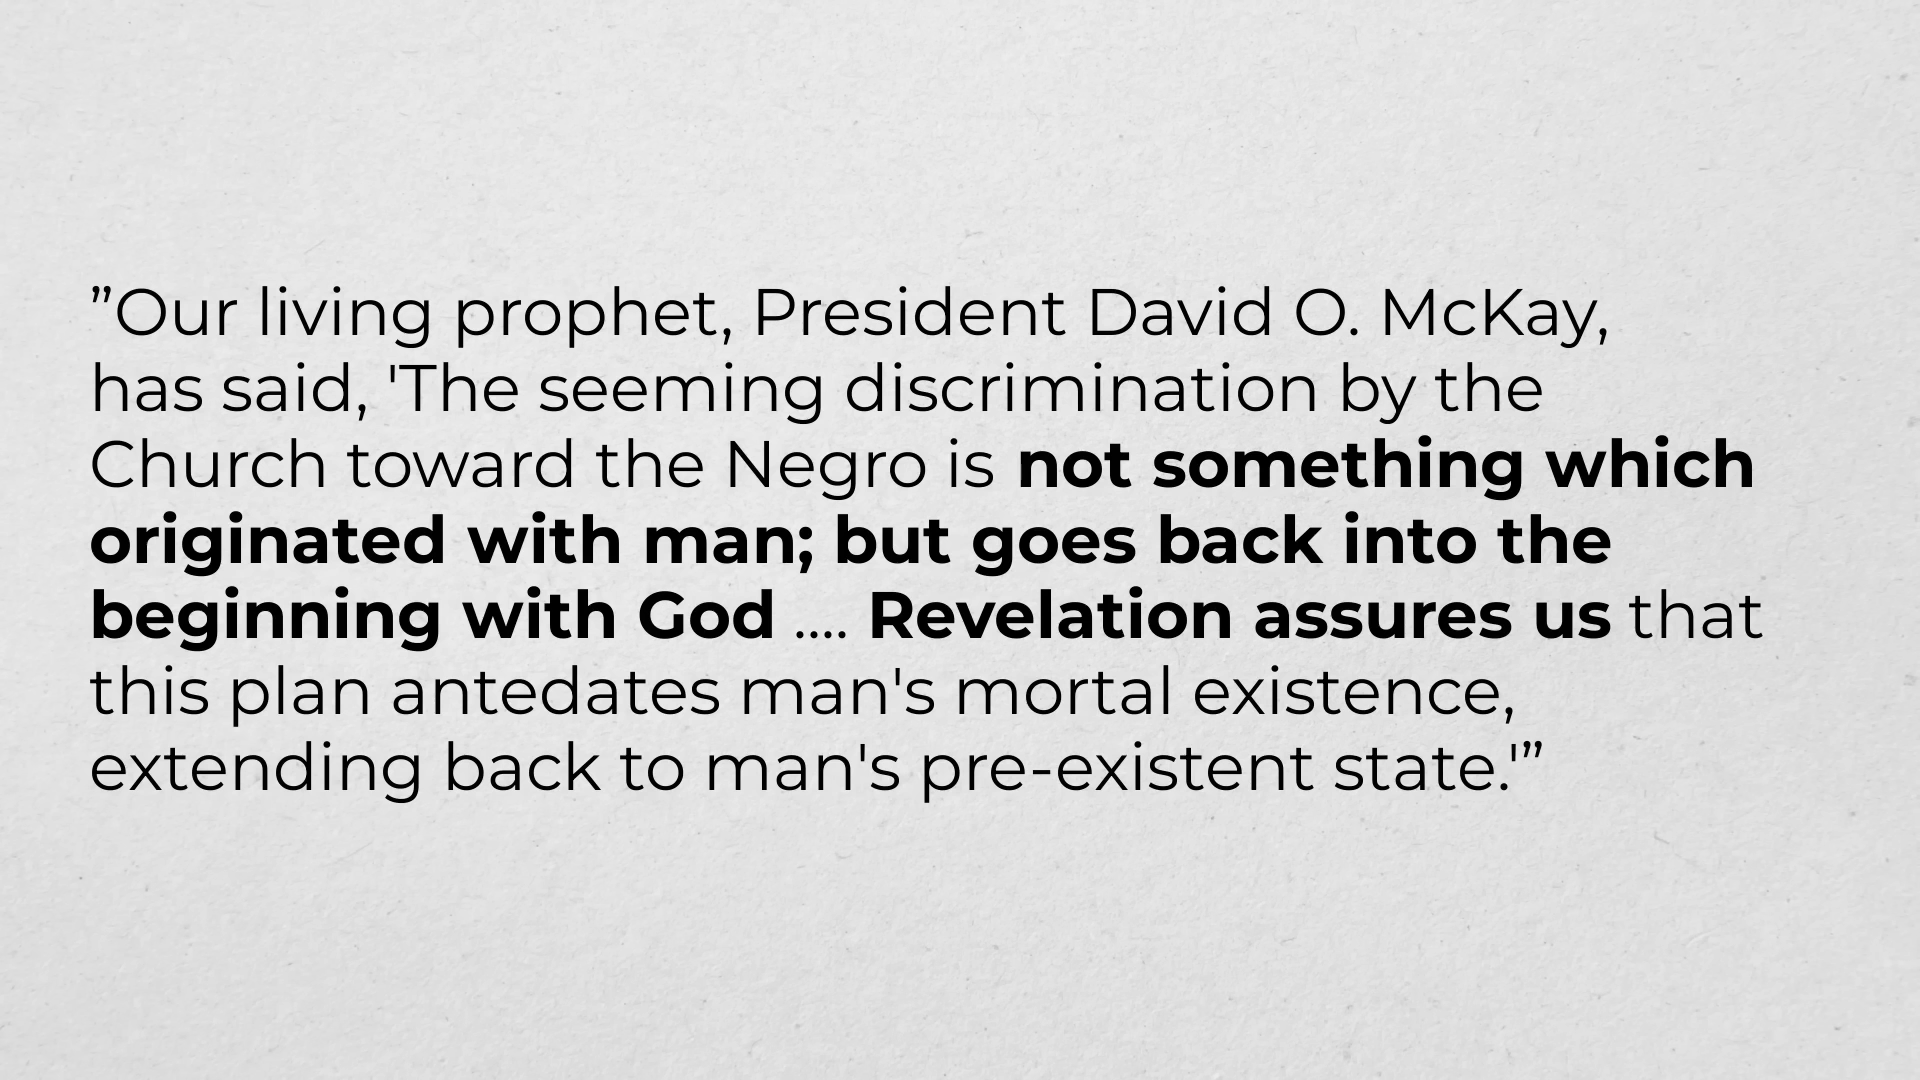 ”Our living prophet, President David O. McKay,
has said, 'The seeming discrimination by the
Church toward the Negro is not something which
originated with man; but goes back into the
beginning with God .... Revelation assures us that
this plan antedates man's mortal existence,
extending back to man's pre-existent state.'”